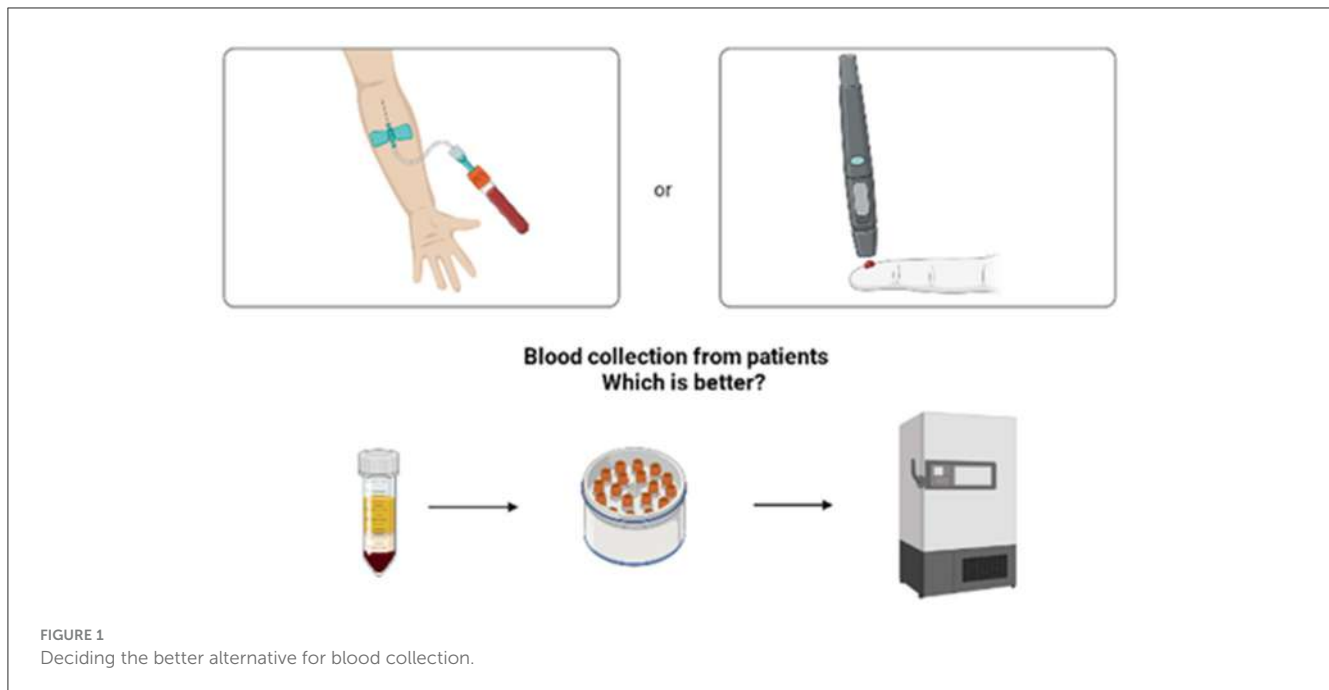 or
Blood collection from patients
Which is better?
FIGURE 1
Deciding the better alternative for blood collection.